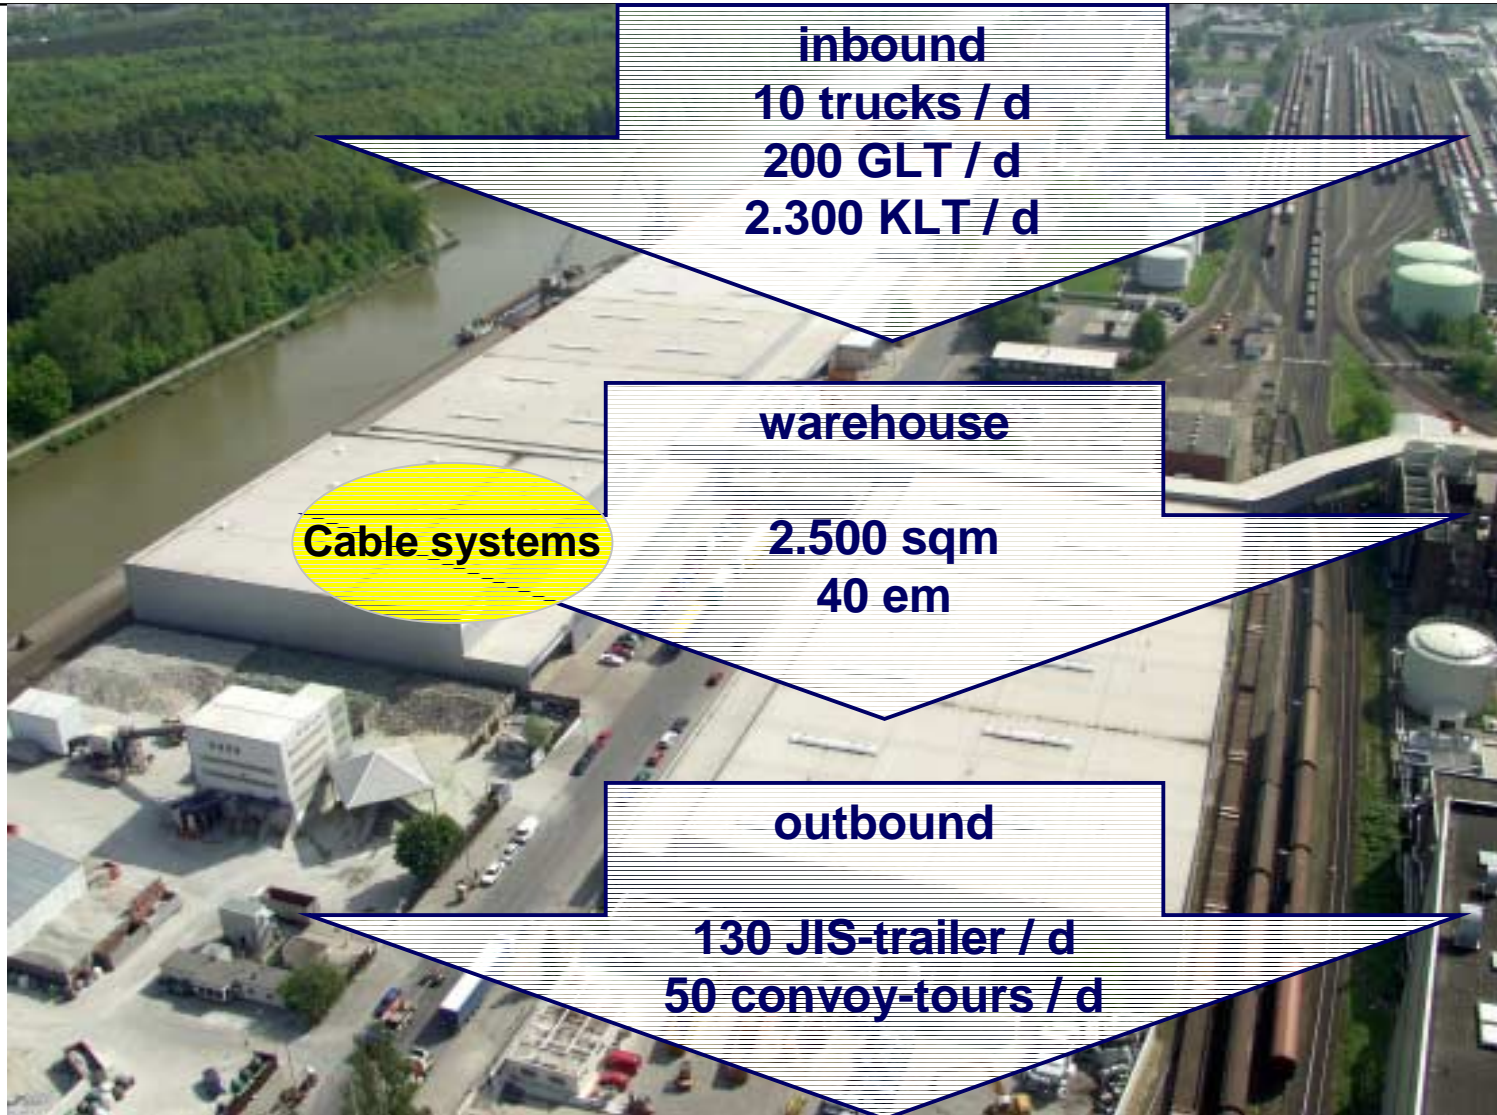 inbound
10 trucks / d
200 GLT / d
2.300 KLT / d
warehouse
Cable systems
2.500 sqm
40 em
outbound
130 JIS-trailer / d
50 convoy-tours / d